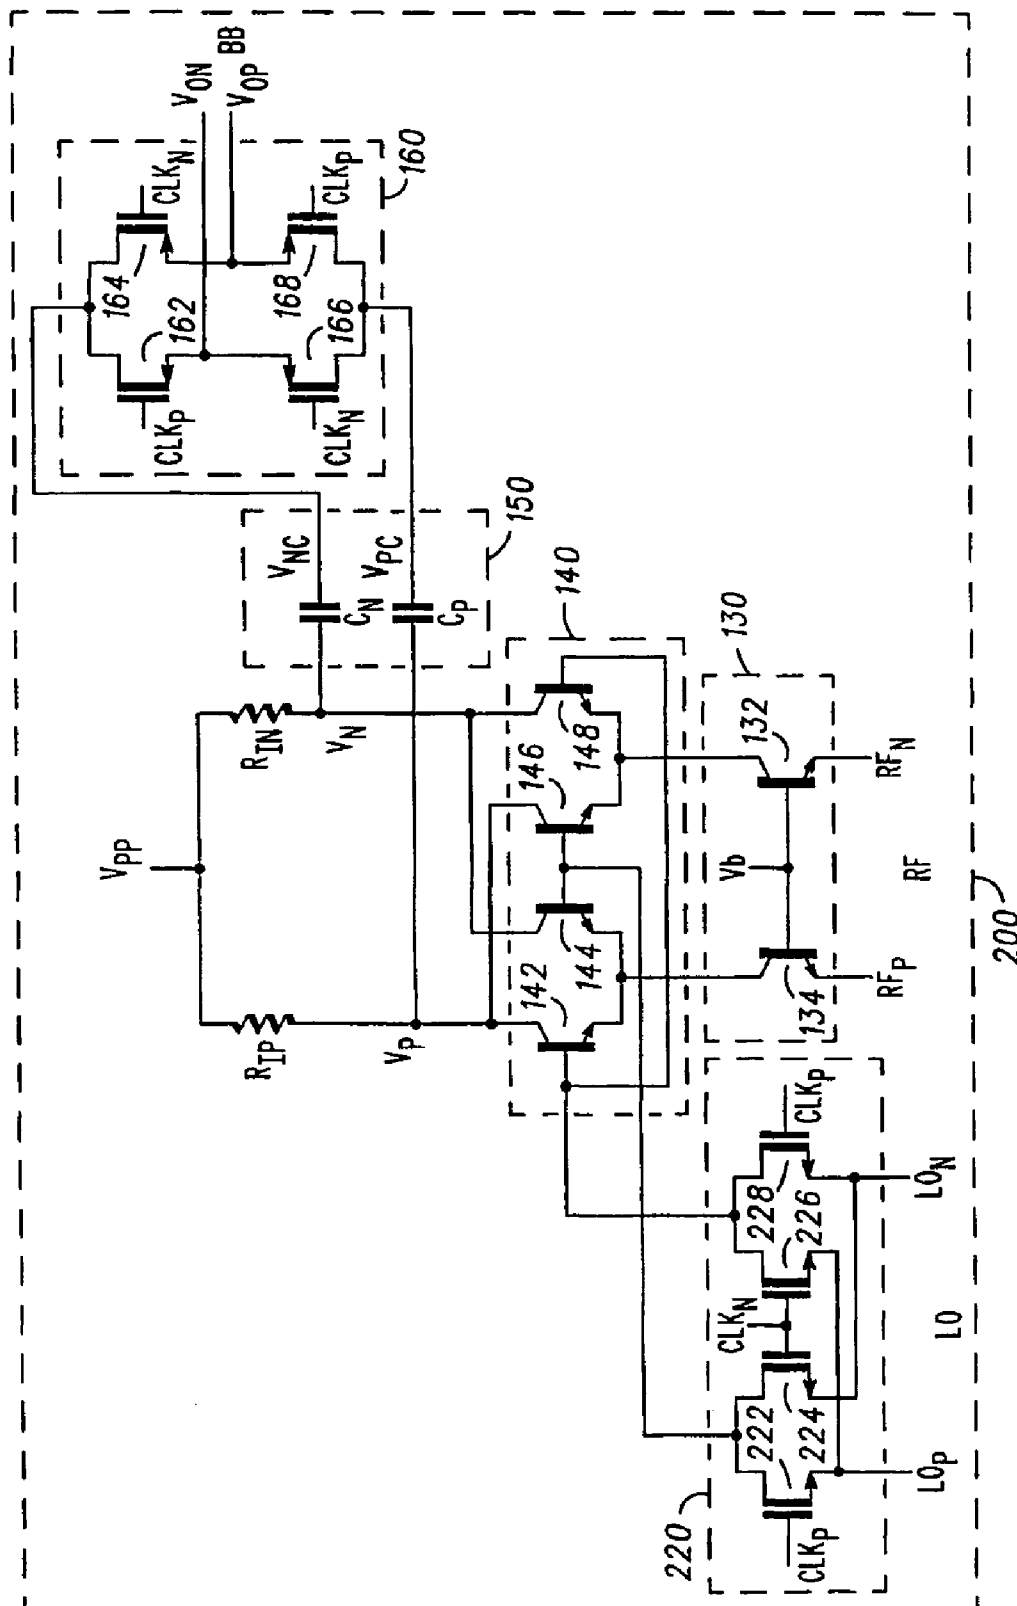 V_PP
R_IP
R_IN
V_P
V_N
C_N
C_P
V_NC
V_PC
150
CLK_P
CLK_N
162
164
166
168
CLK_N
CLK_P
160
V_ON
V_OP
BB
140
142
144
146
148
130
132
134
Vb
RF_P
RF_N
RF
220
CLK_P
222
224
CLK_N
226
228
CLK_P
LO_P
LO_N
LO
200